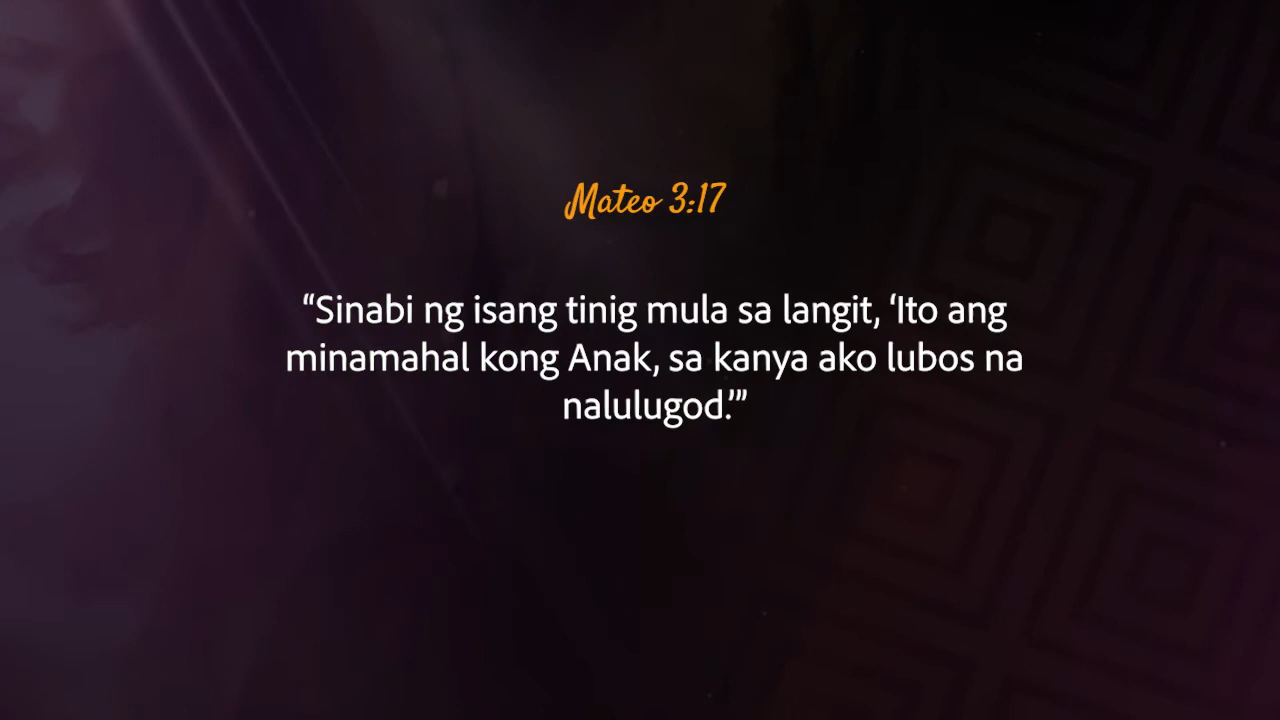 Mateo 3:17
“Sinabi ng isang tinig mula sa langit, ‘Ito ang
minamahal kong Anak, sa kanya ako lubos na
nalulugod.’”